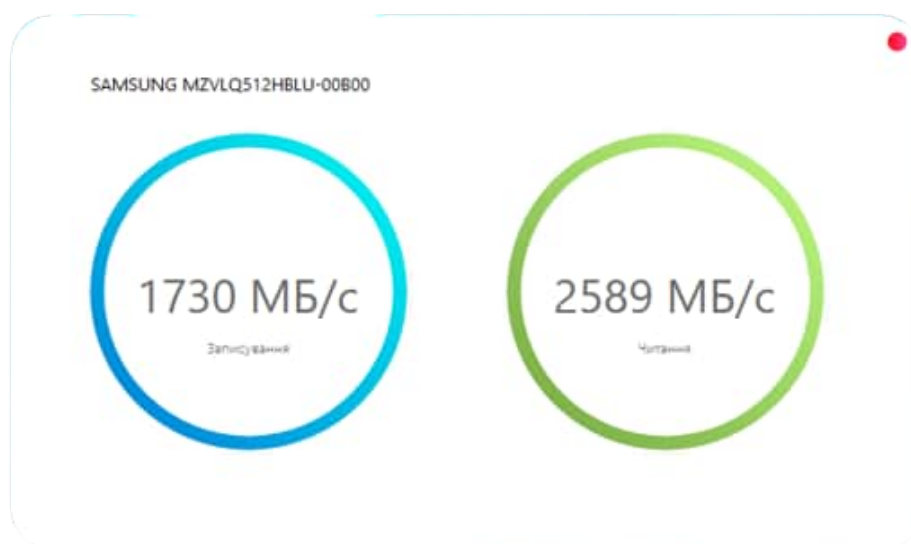 SAMSUNG MZVLQ512HBLU-00B00
1730 МБ/с
Записування
2589 МБ/с
Читання